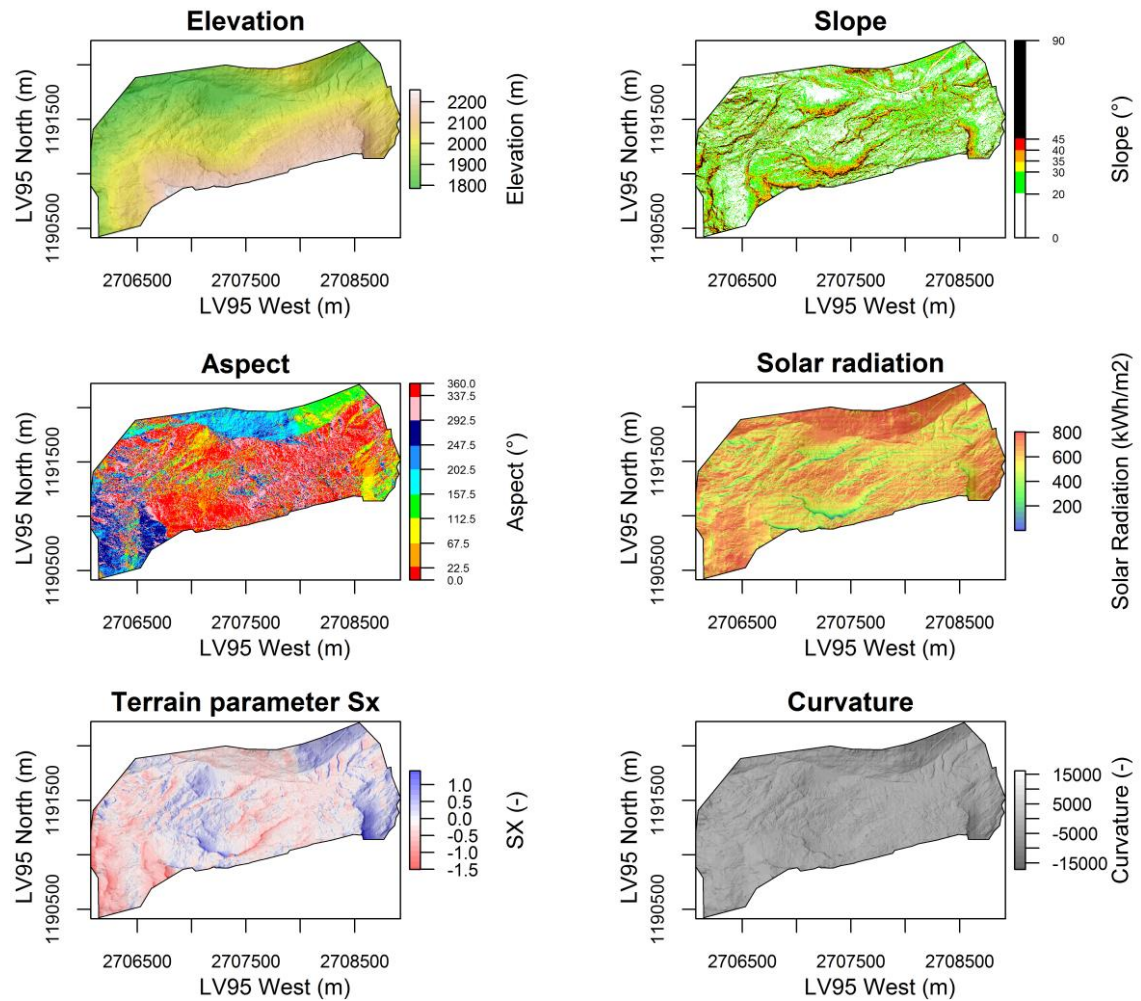 Elevation
LV95 North (m)
1191500
1190500
2706500
2707500
2708500
LV95 West (m)
2200
2100
2000
1900
1800
Elevation (m)
Slope
LV95 North (m)
1191500
1190500
2706500
2707500
2708500
LV95 West (m)
90
45
40
35
30
20
0
Slope (°)
Aspect
LV95 North (m)
1191500
1190500
2706500
2707500
2708500
LV95 West (m)
360.0
337.5
292.5
247.5
202.5
157.5
112.5
67.5
22.5
0.0
Aspect (°)
Solar radiation
LV95 North (m)
1191500
1190500
2706500
2707500
2708500
LV95 West (m)
800
600
400
200
Solar Radiation (kWh/m2)
Terrain parameter Sx
LV95 North (m)
1191500
1190500
2706500
2707500
2708500
LV95 West (m)
1.0
0.5
0.0
-0.5
-1.0
-1.5
SX (-)
Curvature
LV95 North (m)
1191500
1190500
2706500
2707500
2708500
LV95 West (m)
15000
5000
-5000
-15000
Curvature (-)